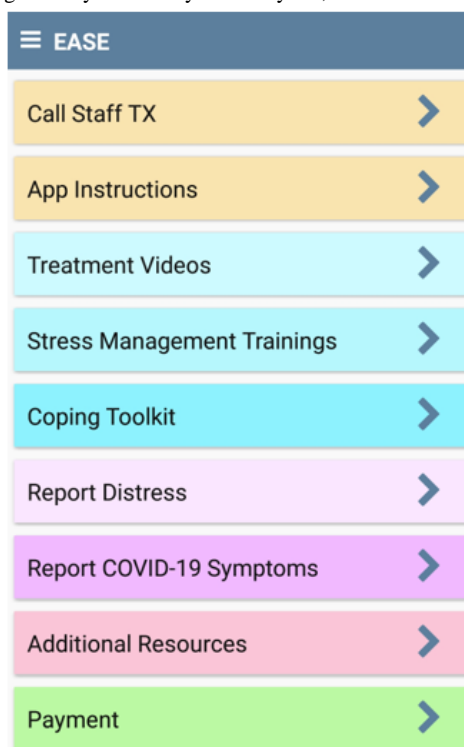 EASE
Call Staff TX
App Instructions
Treatment Videos
Stress Management Trainings
Coping Toolkit
Report Distress
Report COVID-19 Symptoms
Additional Resources
Payment